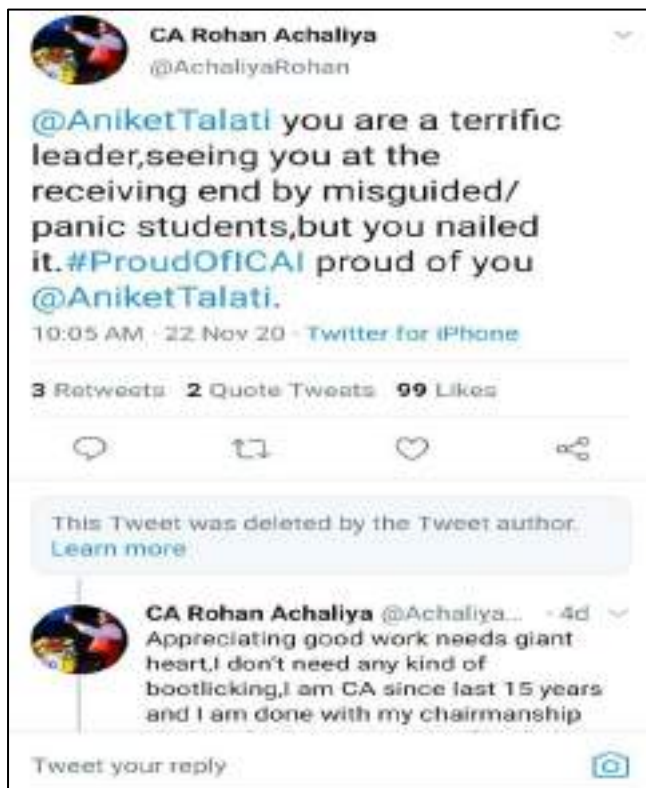 CA Rohan Achaliya
@AchaliyaRohan
@AniketTalati you are a terrific
leader,seeing you at the
receiving end by misguided/
panic students,but you nailed
it.#ProudOfICAI proud of you
@AniketTalati.
10:05 AM · 22 Nov 20 · Twitter for iPhone
3 Retweets 2 Quote Tweets 99 Likes
This Tweet was deleted by the Tweet author.
Learn more
CA Rohan Achaliya @Achaliya... · 4d
Appreciating good work needs giant
heart,I don't need any kind of
bootlicking,I am CA since last 15 years
and I am done with my chairmanship
Tweet your reply